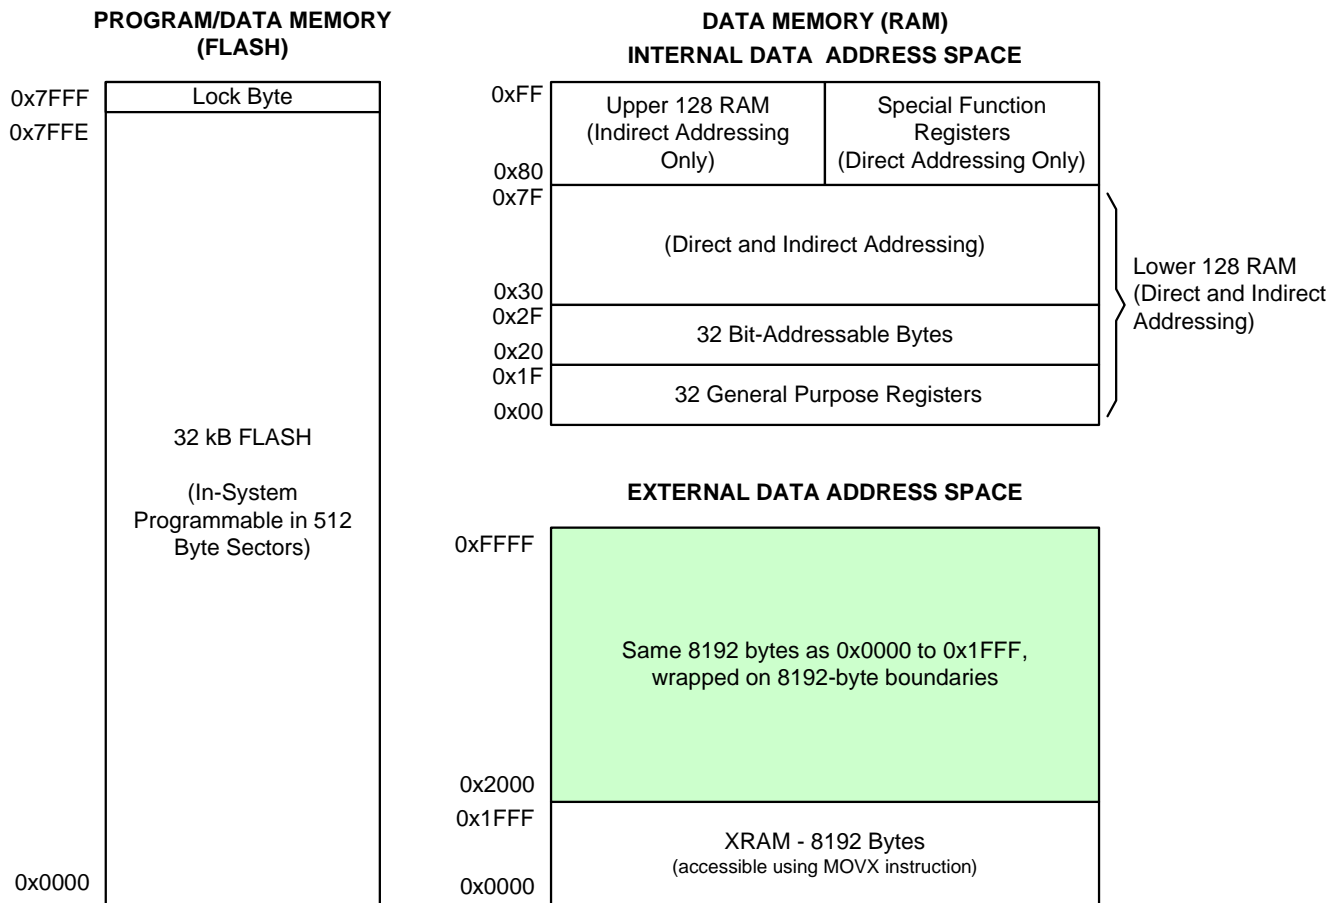 PROGRAM/DATA MEMORY
(FLASH)
0x7FFF
Lock Byte
0x7FFE
32 kB FLASH
(In-System
Programmable in 512
Byte Sectors)
0x0000
DATA MEMORY (RAM)
INTERNAL DATA ADDRESS SPACE
0xFF
Upper 128 RAM
(Indirect Addressing
Only)
Special Function
Registers
(Direct Addressing Only)
0x80
0x7F
(Direct and Indirect Addressing)
0x30
0x2F
32 Bit-Addressable Bytes
0x20
0x1F
32 General Purpose Registers
0x00
Lower 128 RAM
(Direct and Indirect
Addressing)
EXTERNAL DATA ADDRESS SPACE
0xFFFF
Same 8192 bytes as 0x0000 to 0x1FFF,
wrapped on 8192-byte boundaries
0x2000
0x1FFF
XRAM - 8192 Bytes
(accessible using MOVX instruction)
0x0000